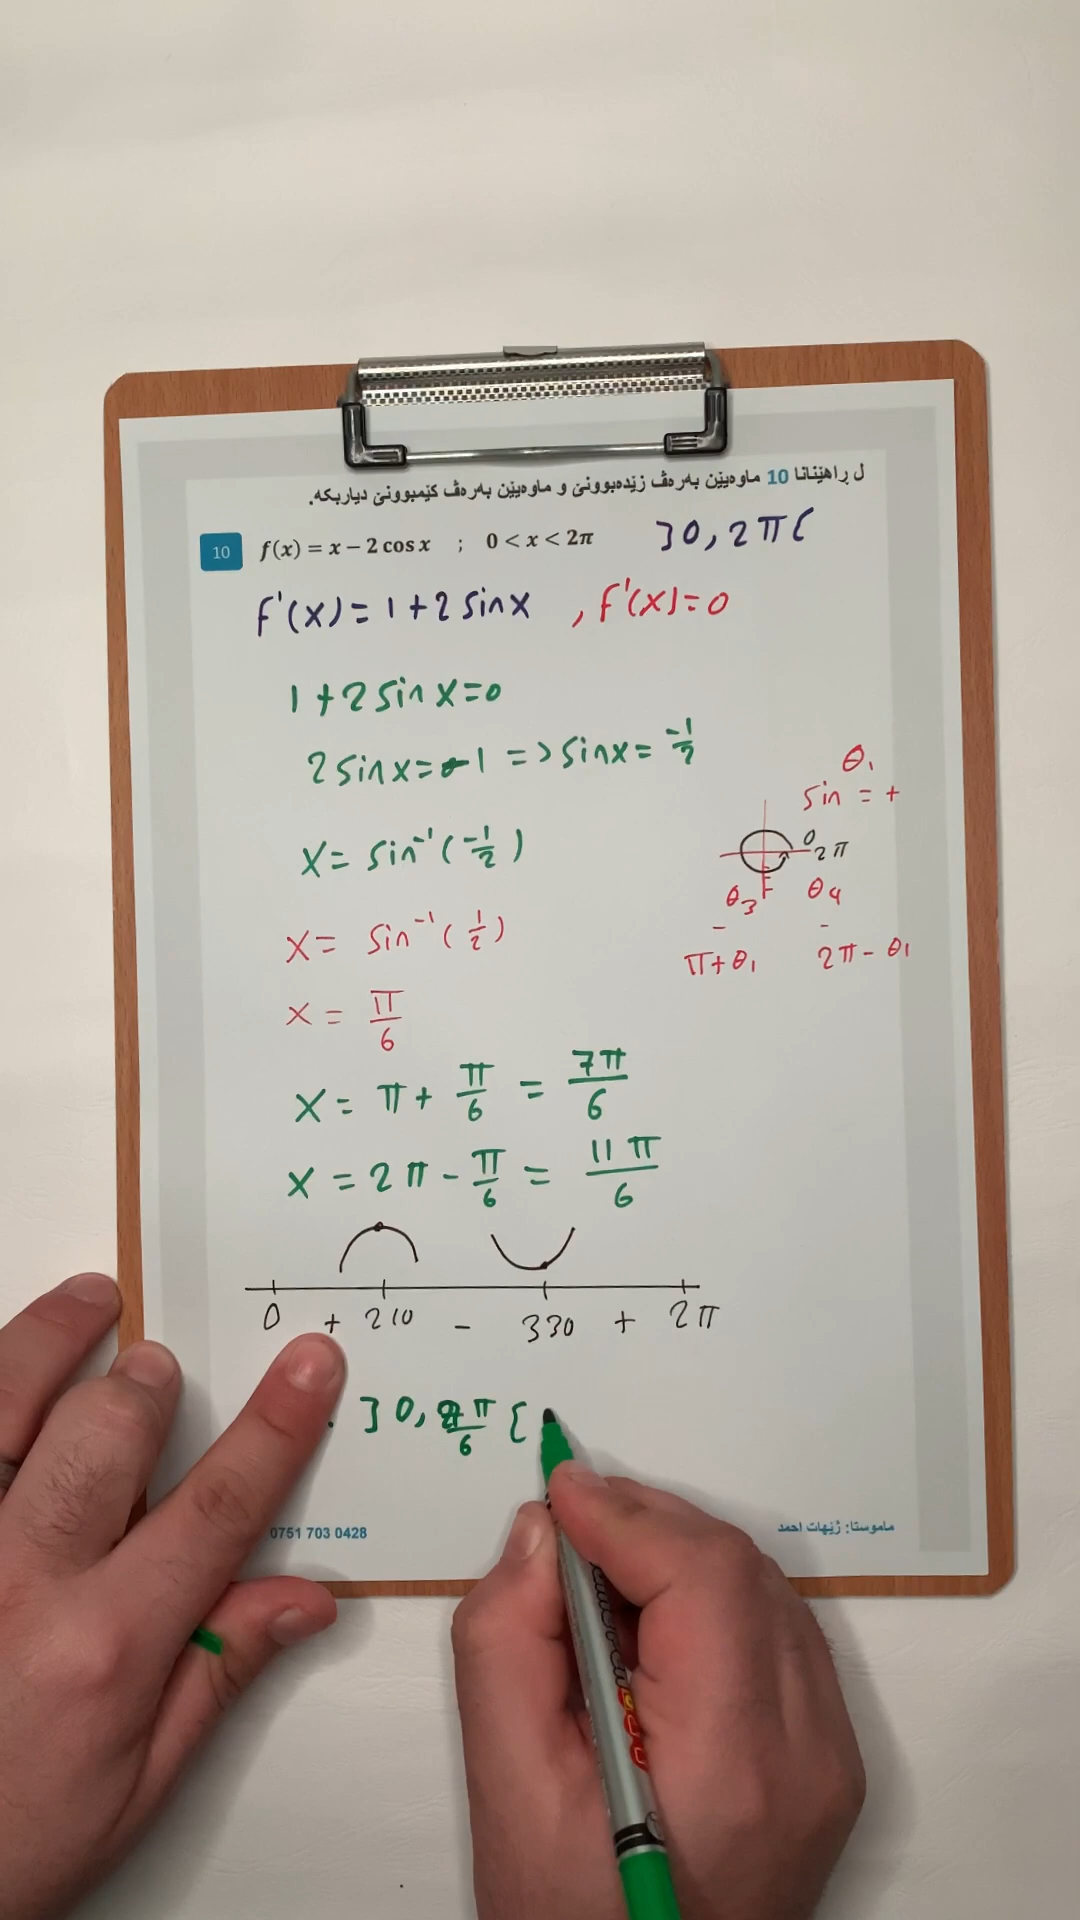 ل ڕاهێنانا 10 ماوەیێن بەرەڤ زێدەبوونێ و ماوەیێن بەرەڤ کێمبوونێ دیاربکە.
10 f(x) = x − 2 cos x ; 0 < x < 2π ]0, 2π[
f'(x) = 1 + 2 sin x , f'(x) = 0
1 + 2 sin x = 0
2 sin x = -1 => sin x = -1/2
θ1
sin = +
x = sin⁻¹(-1/2)
0
2π
θ3 θ4
- -
π+θ1 2π-θ1
x = sin⁻¹(1/2)
x = π/6
x = π + π/6 = 7π/6
x = 2π - π/6 = 11π/6
0 + 210 - 330 + 2π
]0, 7π/6[
0751 703 0428 ماموستا: ژێهات احمد